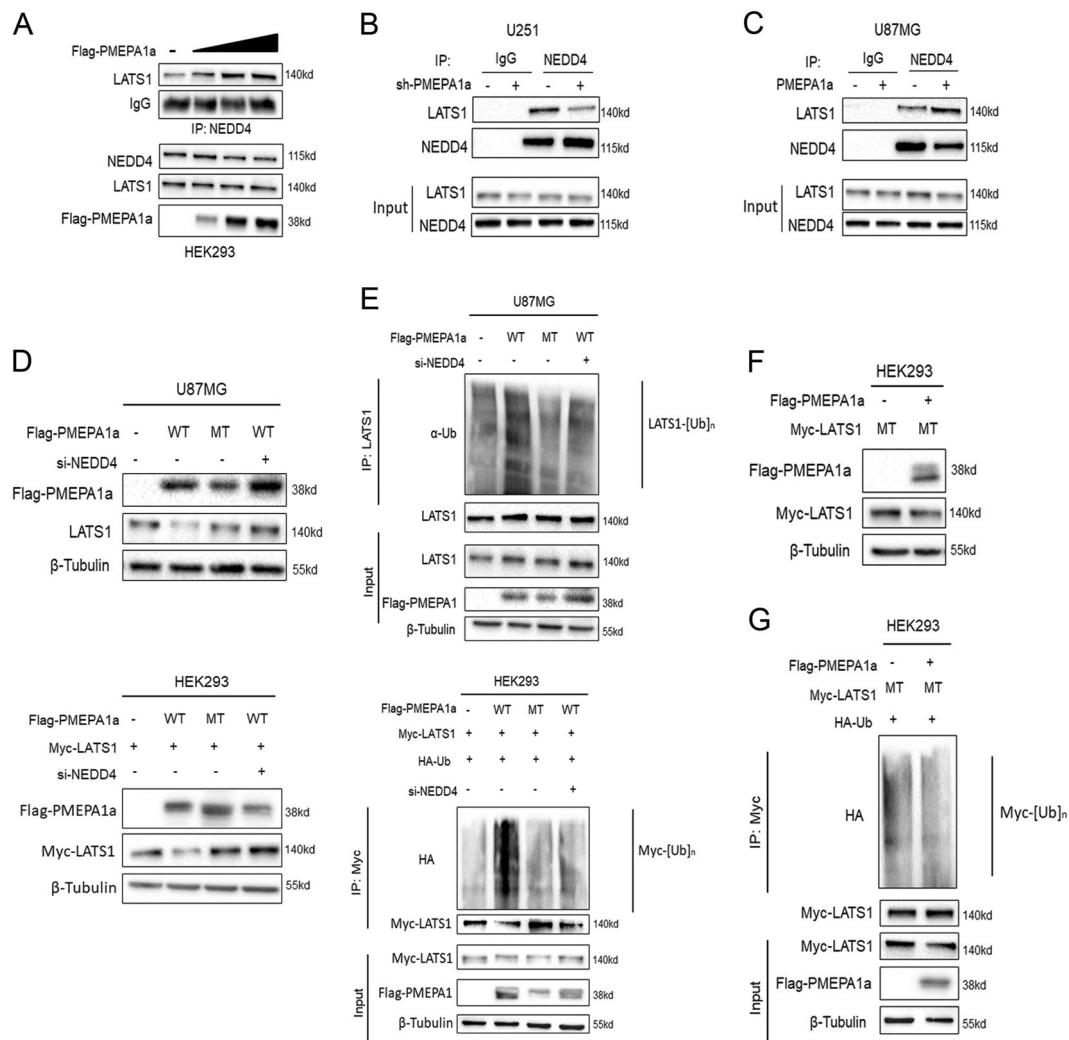 A
Flag-PMEPA1a -
LATS1 140kd
IgG
IP: NEDD4
NEDD4 115kd
LATS1 140kd
Flag-PMEPA1a 38kd
HEK293
B
U251
IP: IgG NEDD4
sh-PMEPA1a - + - +
LATS1 140kd
NEDD4 115kd
Input
LATS1 140kd
NEDD4 115kd
C
U87MG
IP: IgG NEDD4
PMEPA1a - + - +
LATS1 140kd
NEDD4 115kd
Input
LATS1 140kd
NEDD4 115kd
D
U87MG
Flag-PMEPA1a - WT MT WT
si-NEDD4 - - - +
Flag-PMEPA1a 38kd
LATS1 140kd
β-Tubulin 55kd
HEK293
Flag-PMEPA1a - WT MT WT
Myc-LATS1 + + + +
si-NEDD4 - - - +
Flag-PMEPA1a 38kd
Myc-LATS1 140kd
β-Tubulin 55kd
E
U87MG
Flag-PMEPA1a - WT MT WT
si-NEDD4 - - - +
IP: LATS1
α-Ub LATS1-[B]ₙ
LATS1 140kd
Input
LATS1 140kd
Flag-PMEPA1 38kd
β-Tubulin 55kd
HEK293
Flag-PMEPA1a - WT MT WT
Myc-LATS1 + + + +
HA-Ub + + + +
si-NEDD4 - - - +
IP: Myc
HA Myc-[Ub]ₙ
Myc-LATS1 140kd
Input
Myc-LATS1 140kd
Flag-PMEPA1 38kd
β-Tubulin 55kd
F
HEK293
Flag-PMEPA1a - +
Myc-LATS1 MT MT
Flag-PMEPA1a 38kd
Myc-LATS1 140kd
β-Tubulin 55kd
G
HEK293
Flag-PMEPA1a - +
Myc-LATS1 MT MT
HA-Ub + +
IP: Myc
HA Myc-[Ub]ₙ
Myc-LATS1 140kd
Input
Myc-LATS1 140kd
Flag-PMEPA1a 38kd
β-Tubulin 55kd